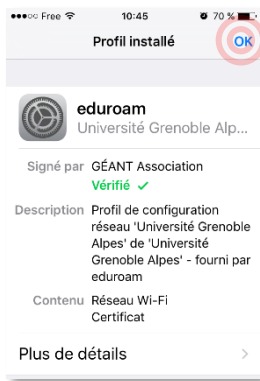 Free 10:45 70 %
Profil installé OK
eduroam
Université Grenoble Alp...
Signé par GÉANT Association
Vérifié ✓
Description Profil de configuration
réseau 'Université Grenoble
Alpes' de 'Université
Grenoble Alpes' - fourni par
eduroam
Contenu Réseau Wi-Fi
Certificat
Plus de détails